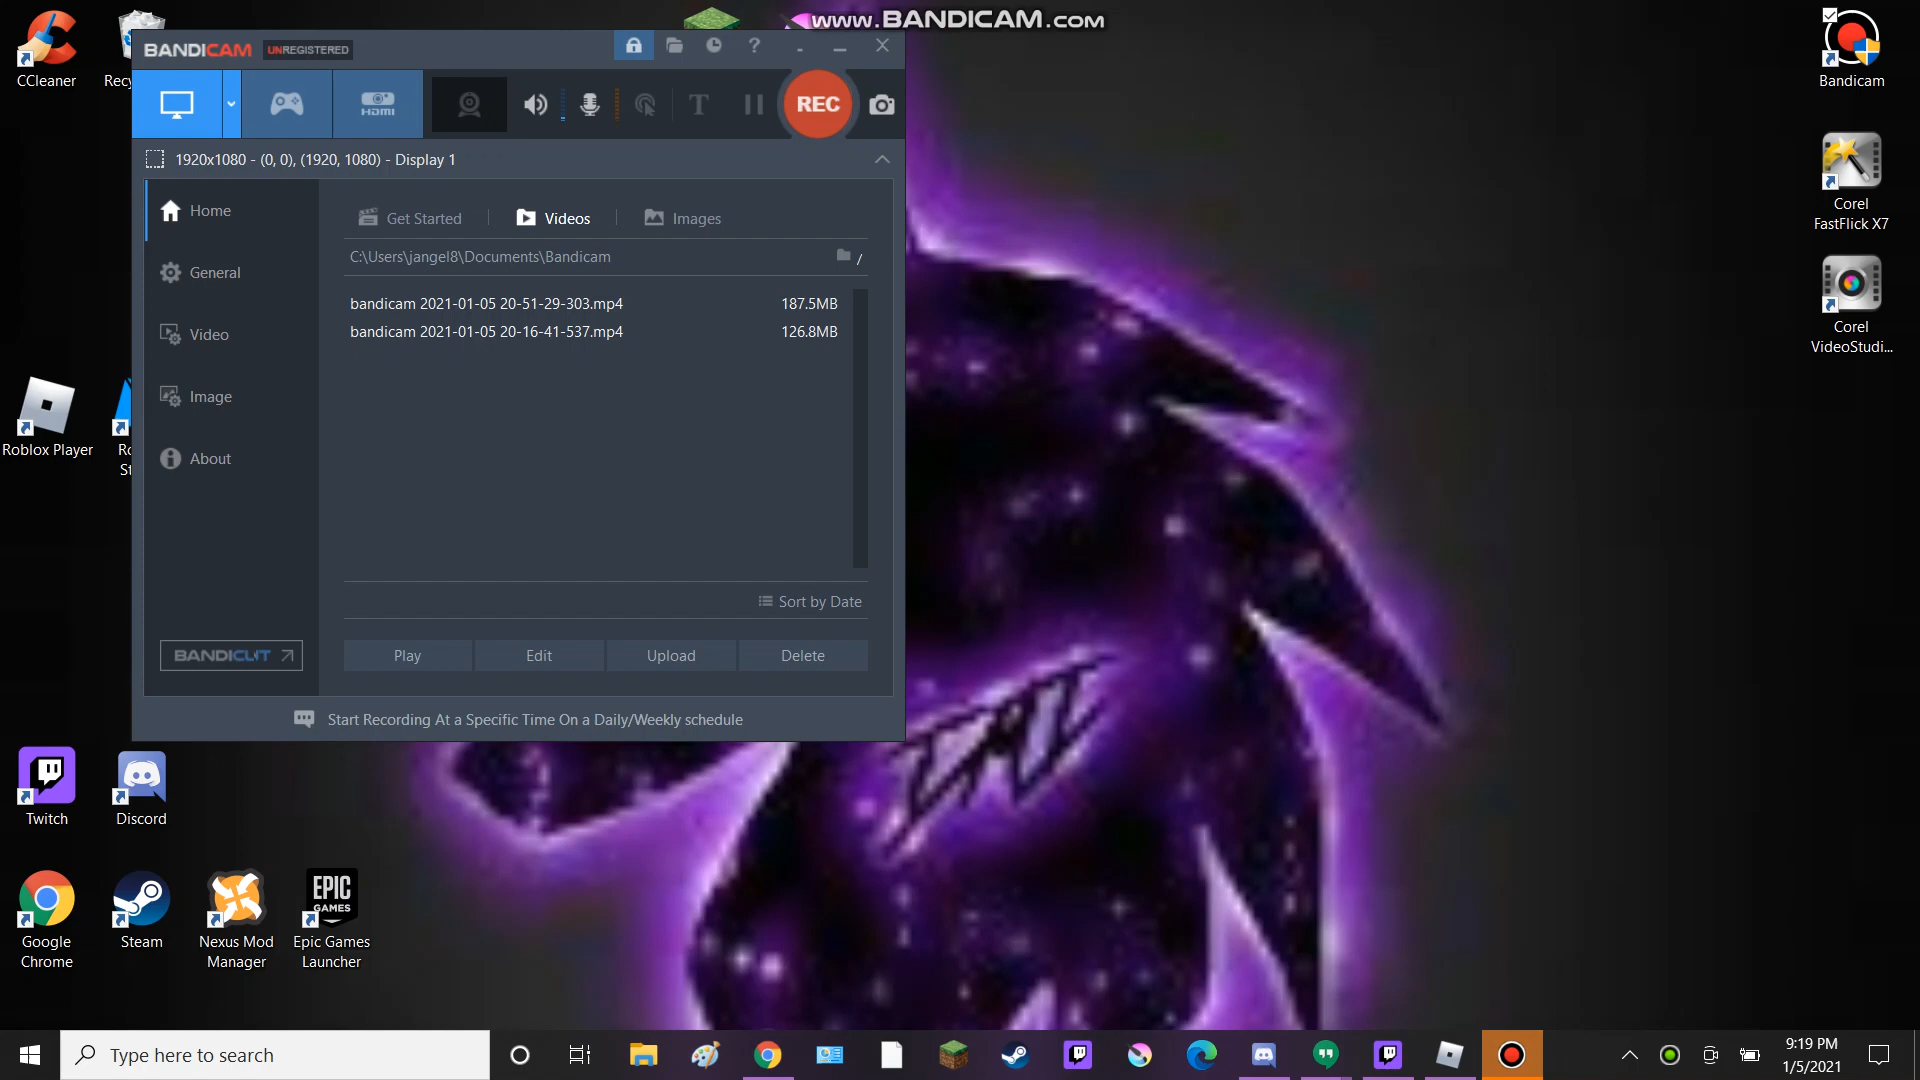 www.BANDICAM.com
CCleaner
Recy
BANDICAM UNREGISTERED
?
HDMI
T
REC
1920x1080 - (0, 0), (1920, 1080) - Display 1
Home
General
Video
Image
About
BANDICUT
Get Started
Videos
Images
C:\Users\jangel8\Documents\Bandicam
/
bandicam 2021-01-05 20-51-29-303.mp4 187.5MB
bandicam 2021-01-05 20-16-41-537.mp4 126.8MB
Sort by Date
Play
Edit
Upload
Delete
Start Recording At a Specific Time On a Daily/Weekly schedule
Bandicam
Corel
FastFlick X7
Corel
VideoStudi...
Roblox Player
Ro
St
Twitch
Discord
Google
Chrome
Steam
Nexus Mod
Manager
EPIC
GAMES
Epic Games
Launcher
Type here to search
9:19 PM
1/5/2021